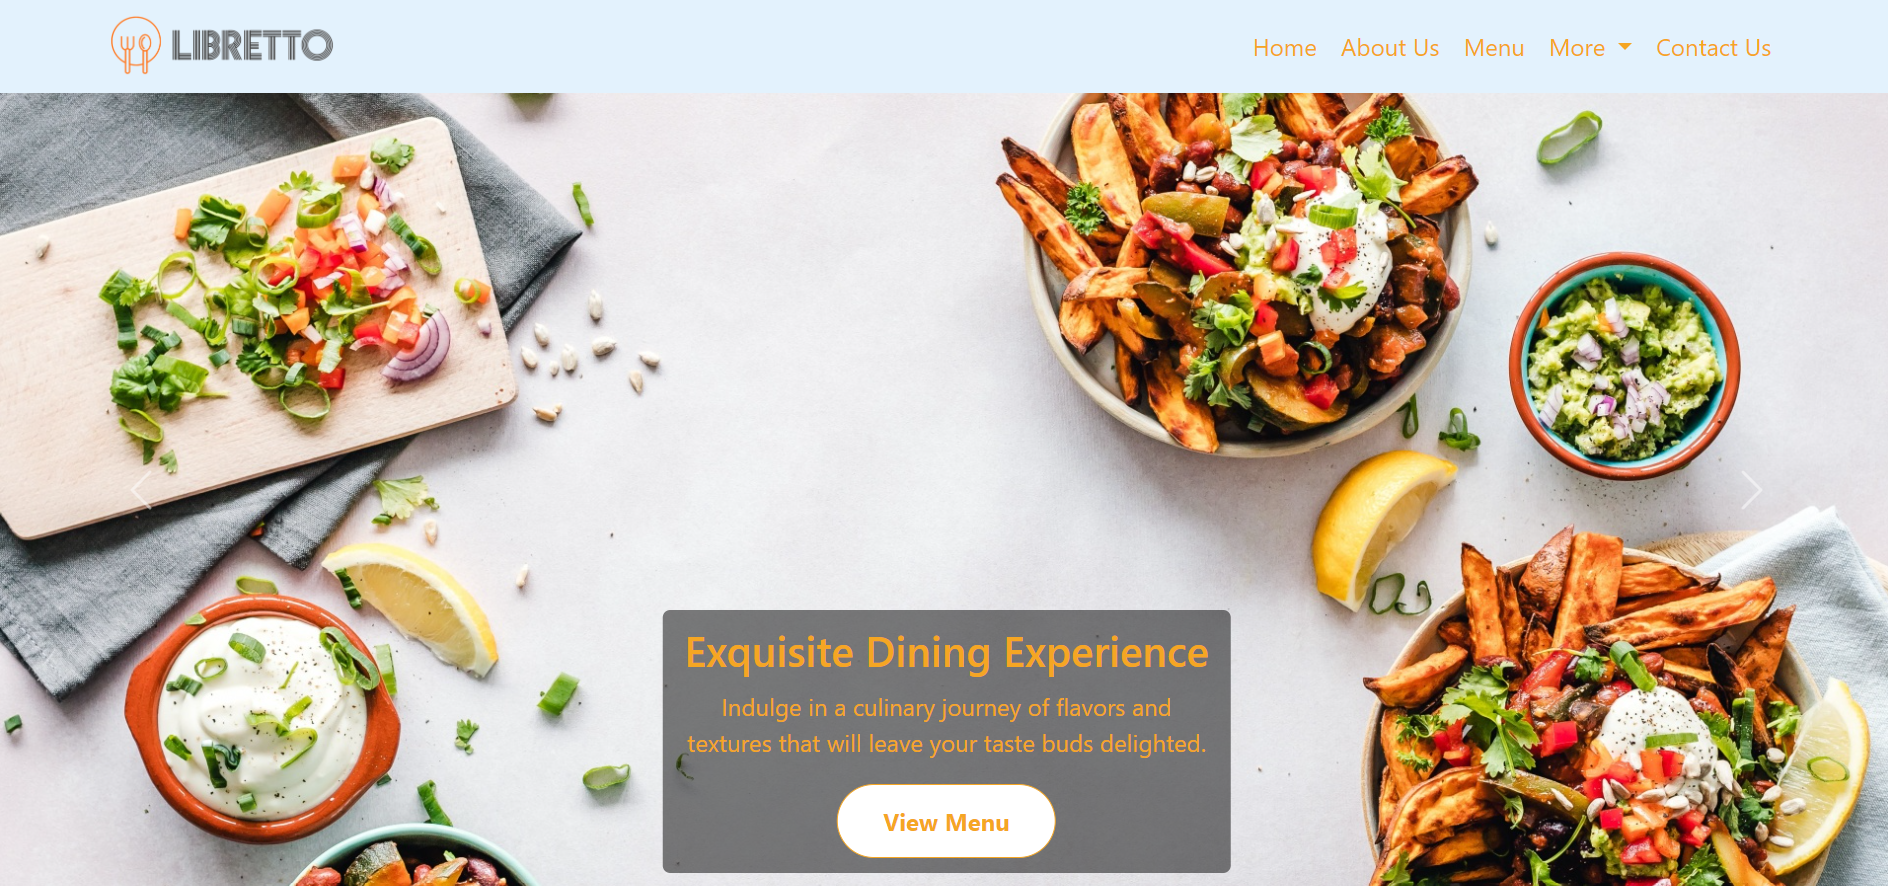 LIBRETTO
Home About Us Menu More Contact Us
Exquisite Dining Experience
Indulge in a culinary journey of flavors and
textures that will leave your taste buds delighted.
View Menu